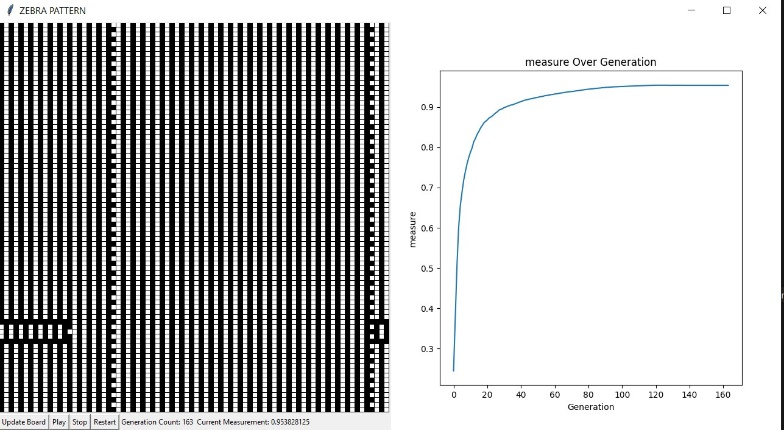 ZEBRA PATTERN
measure Over Generation
0.9
0.8
0.7
0.6
0.5
0.4
0.3
measure
0 20 40 60 80 100 120 140 160
Generation
Update Board Play Stop Restart Generation Count: 163 Current Measurement: 0.953828125